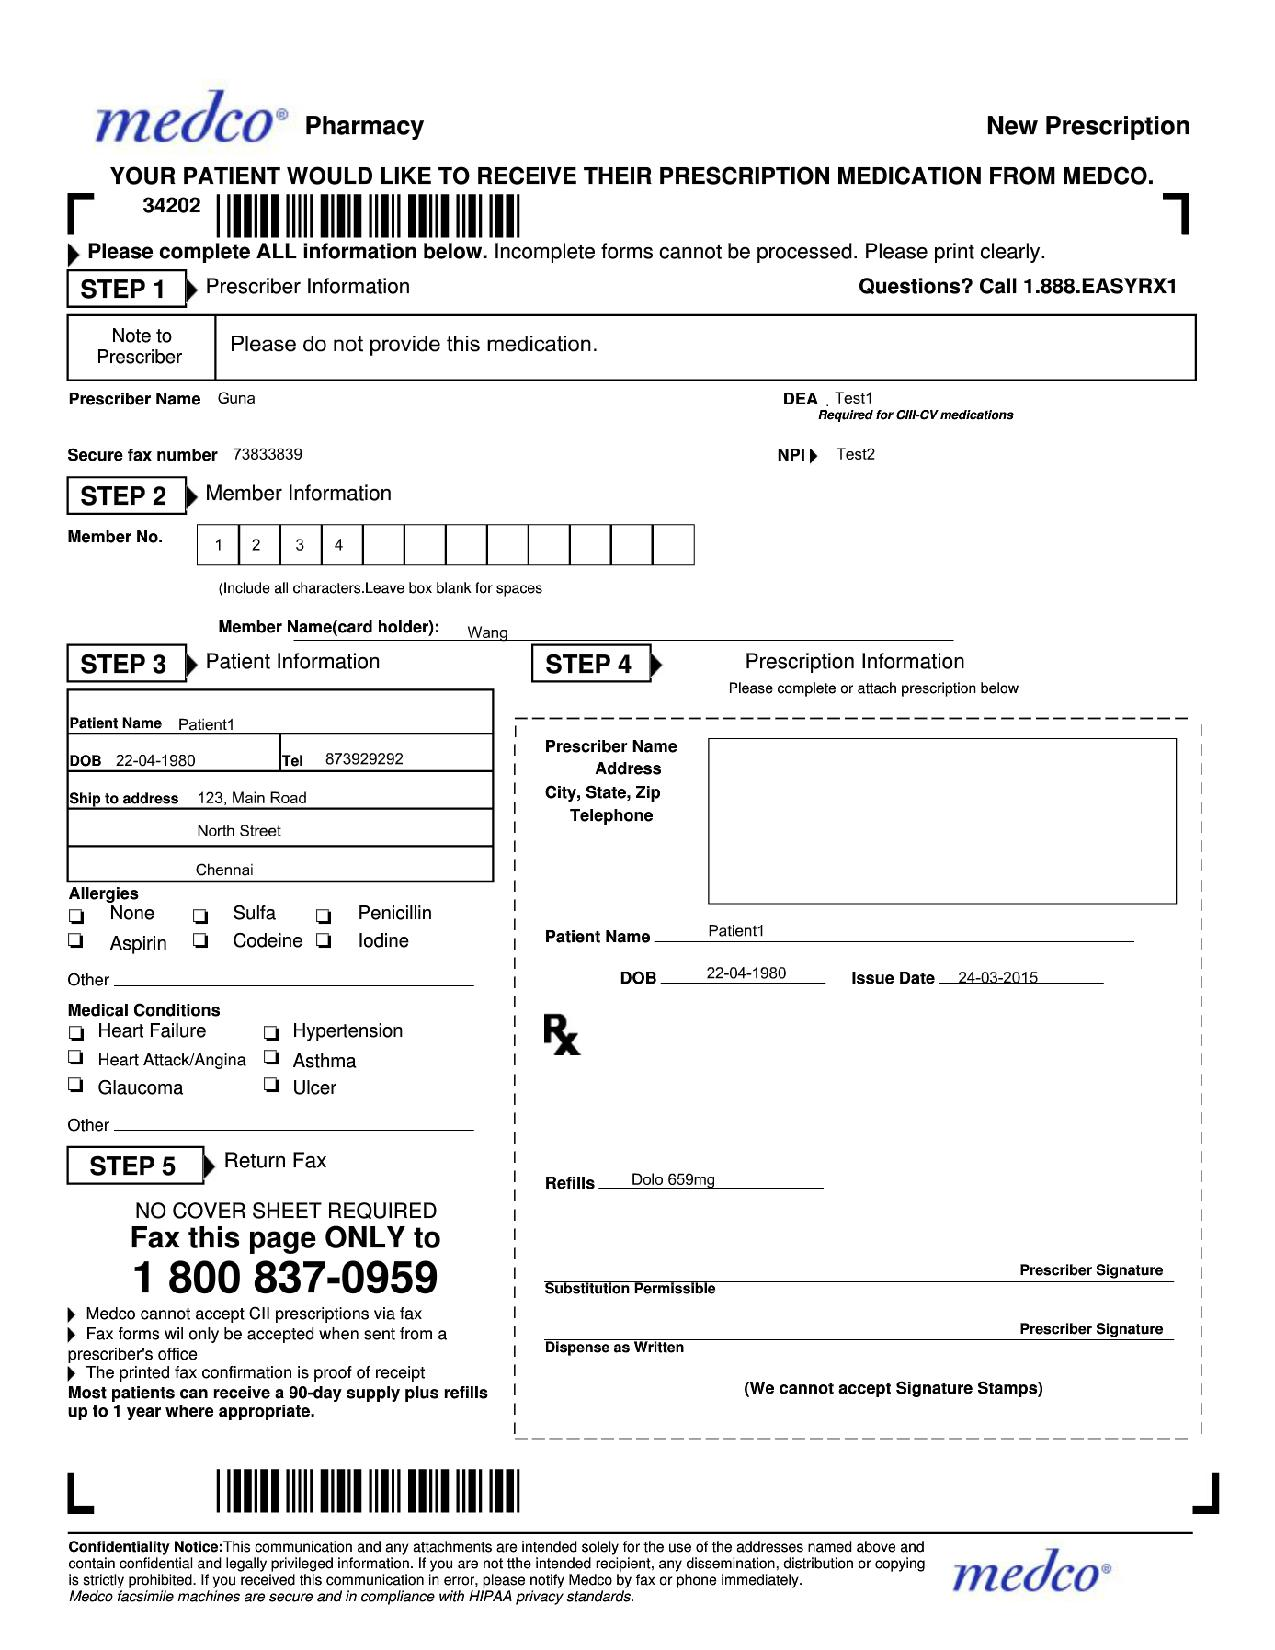 medco® Pharmacy New Prescription
YOUR PATIENT WOULD LIKE TO RECEIVE THEIR PRESCRIPTION MEDICATION FROM MEDCO.
34202
Please complete ALL information below. Incomplete forms cannot be processed. Please print clearly.
STEP 1 Prescriber Information Questions? Call 1.888.EASYRX1
Note to
Prescriber
Please do not provide this medication.
Prescriber Name Guna DEA Test1
Required for CIII-CV medications
Secure fax number 73833839 NPI Test2
STEP 2 Member Information
Member No. 1 2 3 4
(Include all characters.Leave box blank for spaces
Member Name(card holder): Wang
STEP 3 Patient Information
Patient Name Patient1
DOB 22-04-1980 Tel 873929292
Ship to address 123, Main Road
North Street
Chennai
Allergies
None Sulfa Penicillin
Aspirin Codeine Iodine
Other
Medical Conditions
Heart Failure Hypertension
Heart Attack/Angina Asthma
Glaucoma Ulcer
Other
STEP 5 Return Fax
NO COVER SHEET REQUIRED
Fax this page ONLY to
1 800 837-0959
Medco cannot accept CII prescriptions via fax
Fax forms wil only be accepted when sent from a
prescriber's office
The printed fax confirmation is proof of receipt
Most patients can receive a 90-day supply plus refills
up to 1 year where appropriate.
STEP 4 Prescription Information
Please complete or attach prescription below
Prescriber Name
Address
City, State, Zip
Telephone
Patient Name Patient1
DOB 22-04-1980 Issue Date 24-03-2015
Rx
Refills Dolo 659mg
Prescriber Signature
Substitution Permissible
Prescriber Signature
Dispense as Written
(We cannot accept Signature Stamps)
Confidentiality Notice:This communication and any attachments are intended solely for the use of the addresses named above and
contain confidential and legally privileged information. If you are not tthe intended recipient, any dissemination, distribution or copying
is strictly prohibited. If you received this communication in error, please notify Medco by fax or phone immediately.
Medco facsimile machines are secure and in compliance with HIPAA privacy standards.
medco®